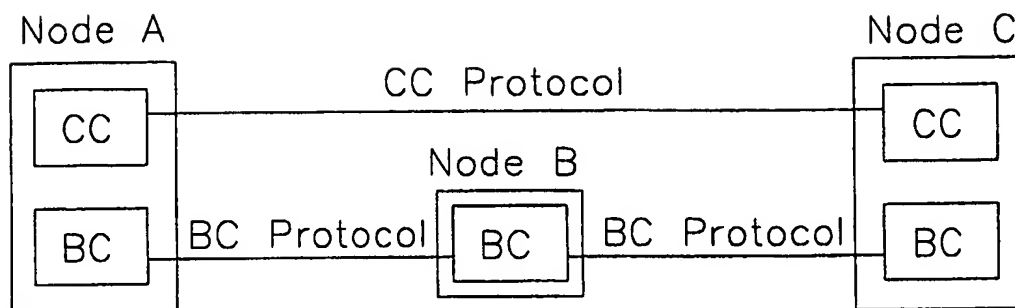 Node A
Node C
CC Protocol
CC
CC
Node B
BC
BC Protocol
BC
BC Protocol
BC